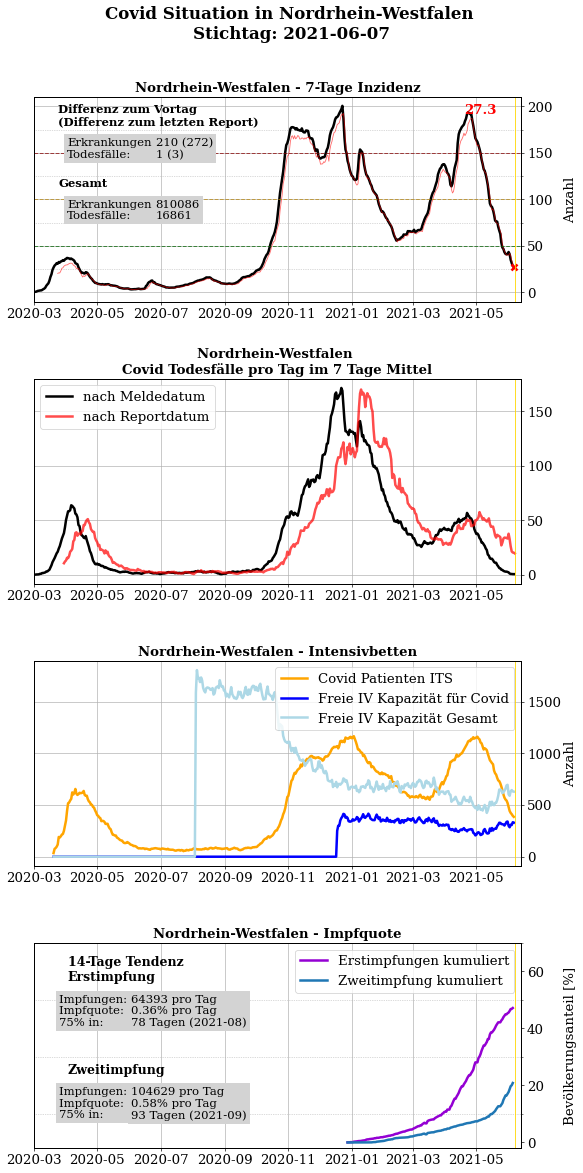 Covid Situation in Nordrhein-Westfalen
Stichtag: 2021-06-07
Nordrhein-Westfalen - 7-Tage Inzidenz
Differenz zum Vortag
(Differenz zum letzten Report)
Erkrankungen 210 (272)
Todesfälle: 1 (3)
Gesamt
Erkrankungen 810086
Todesfälle: 16861
27.3
200
150
100
50
0
Anzahl
2020-03 2020-05 2020-07 2020-09 2020-11 2021-01 2021-03 2021-05
Nordrhein-Westfalen
Covid Todesfälle pro Tag im 7 Tage Mittel
nach Meldedatum
nach Reportdatum
150
100
50
0
2020-03 2020-05 2020-07 2020-09 2020-11 2021-01 2021-03 2021-05
Nordrhein-Westfalen - Intensivbetten
Covid Patienten ITS
Freie IV Kapazität für Covid
Freie IV Kapazität Gesamt
1500
1000
500
0
Anzahl
2020-03 2020-05 2020-07 2020-09 2020-11 2021-01 2021-03 2021-05
Nordrhein-Westfalen - Impfquote
14-Tage Tendenz
Erstimpfung
Impfungen: 64393 pro Tag
Impfquote: 0.36% pro Tag
75% in: 78 Tagen (2021-08)
Zweitimpfung
Impfungen: 104629 pro Tag
Impfquote: 0.58% pro Tag
75% in: 93 Tagen (2021-09)
Erstimpfungen kumuliert
Zweitimpfung kumuliert
60
40
20
0
Bevölkerungsanteil [%]
2020-03 2020-05 2020-07 2020-09 2020-11 2021-01 2021-03 2021-05